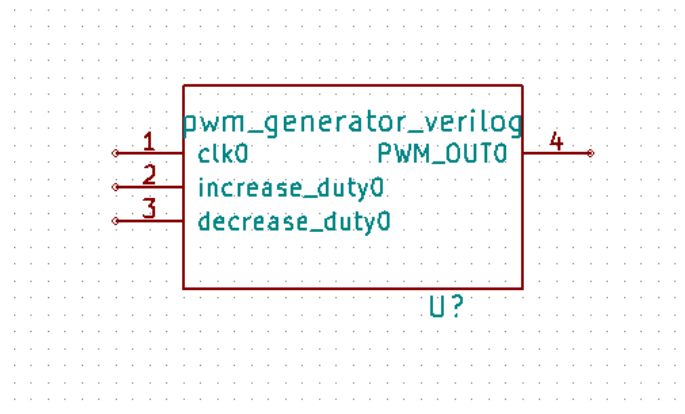 pwm_generator_verilog
1 clk0 PWM_OUT0 4
2 increase_duty0
3 decrease_duty0
U?